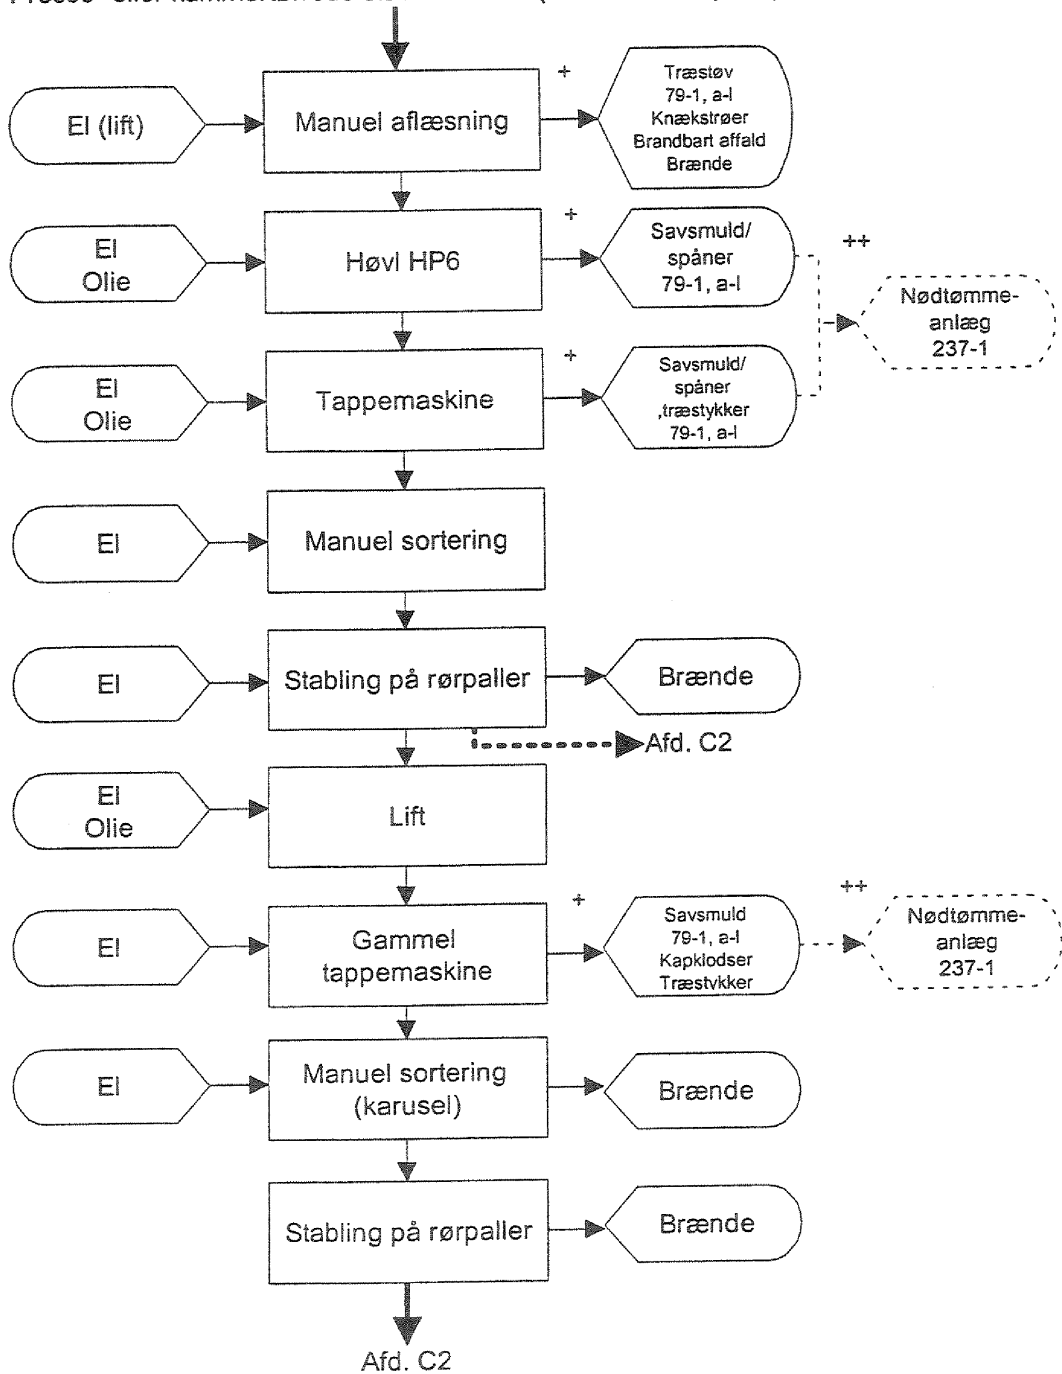 El (lift)
Manuel aflæsning
+
Træstøv
79-1, a-l
Knækstrøer
Brandbart affald
Brænde
El
Olie
Høvl HP6
+
Savsmuld/
spåner
79-1, a-l
++
Nødtømme-
anlæg
237-1
El
Olie
Tappemaskine
+
Savsmuld/
spåner
,træstykker
79-1, a-l
El
Manuel sortering
El
Stabling på rørpaller
Brænde
Afd. C2
El
Olie
Lift
El
Gammel
tappemaskine
+
Savsmuld
79-1, a-l
Kapklodser
Træstykker
++
Nødtømme-
anlæg
237-1
El
Manuel sortering
(karusel)
Brænde
Stabling på rørpaller
Brænde
Afd. C2